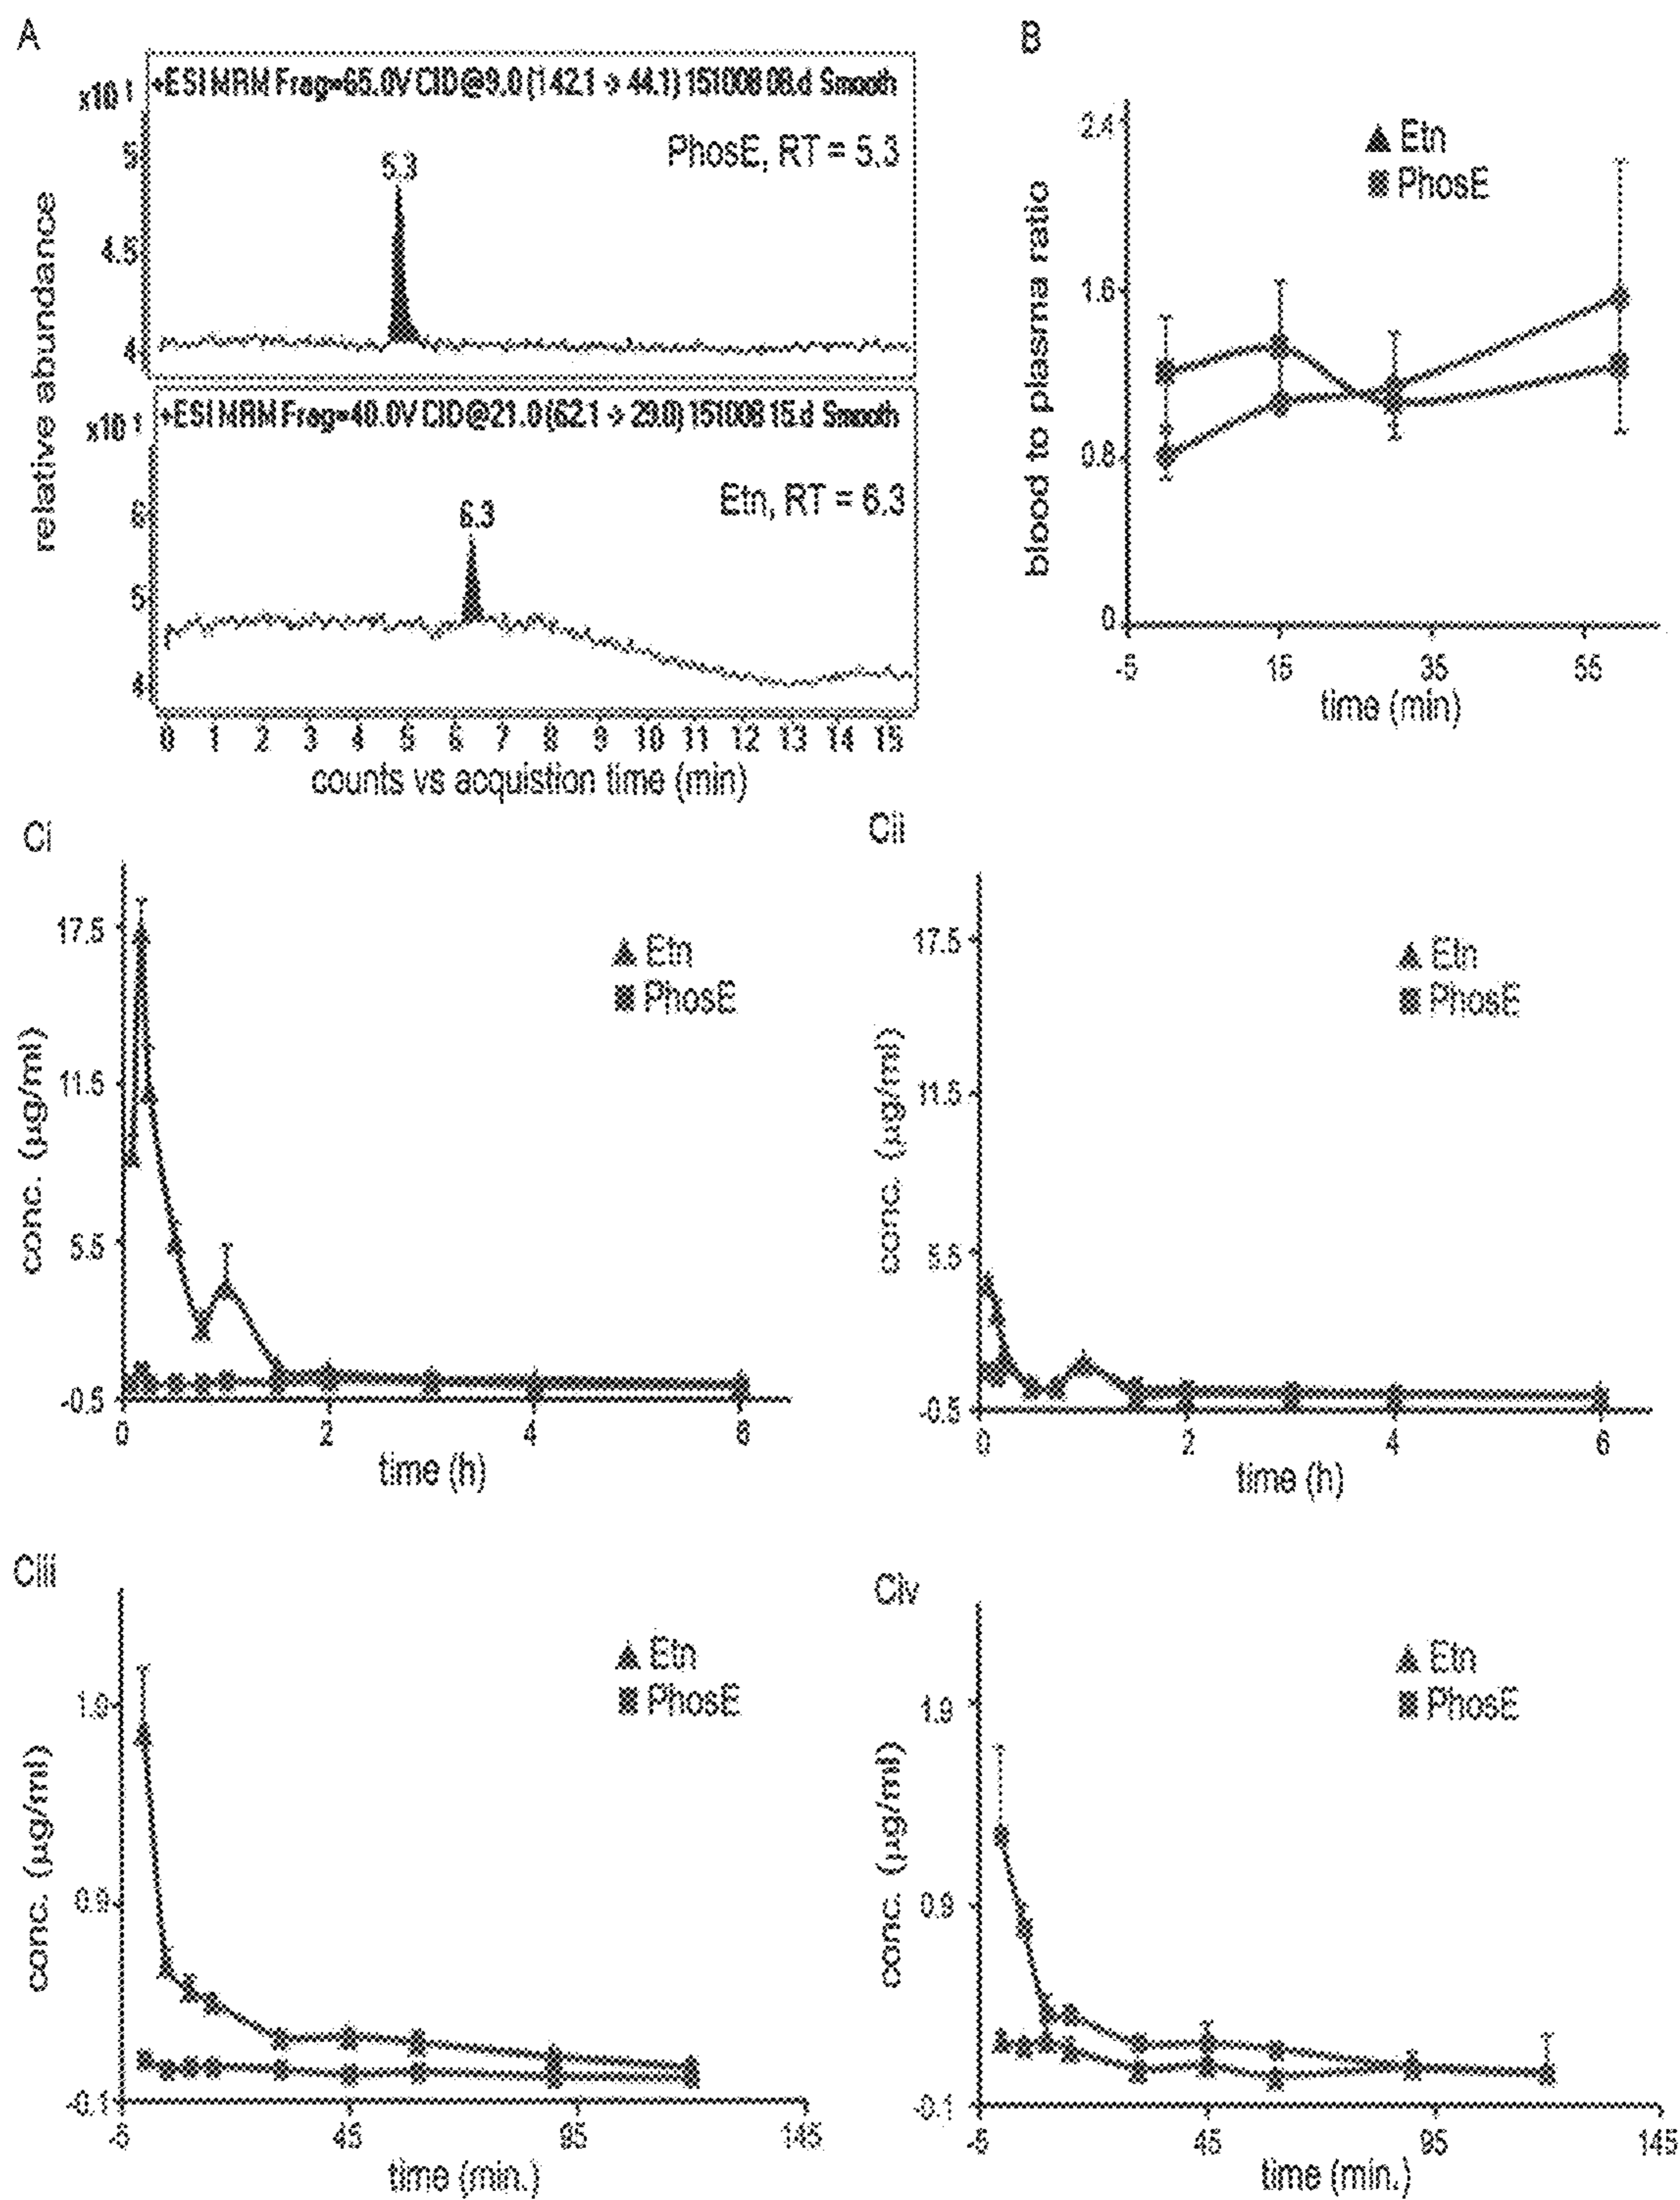 A
x10 1
+ESI MRM Frag=65.0V CID@9.0 (142.1 → 44.1) 151008 08.d Smooth
PhosE, RT = 5.3
5.3
5
4.5
4
relative abundance
x10 1
+ESI MRM Frag=40.0V CID@21.0 (62.1 → 29.0) 151008 15.d Smooth
Etn, RT = 6.3
6.3
6
5
4
0 1 2 3 4 5 6 7 8 9 10 11 12 13 14 15
counts vs acquistion time (min)
B
Etn
PhosE
blood to plasma ratio
2.4
1.6
0.8
0
-5 15 35 55
time (min)
Ci
Etn
PhosE
conc. (µg/ml)
17.5
11.5
5.5
-0.5
0 2 4 6
time (h)
Cii
Etn
PhosE
conc. (µg/ml)
17.5
11.5
5.5
-0.5
0 2 4 6
time (h)
Ciii
Etn
PhosE
conc. (µg/ml)
1.9
0.9
-0.1
-5 45 95 145
time (min.)
Civ
Etn
PhosE
conc. (µg/ml)
1.9
0.9
-0.1
-5 45 95 145
time (min.)